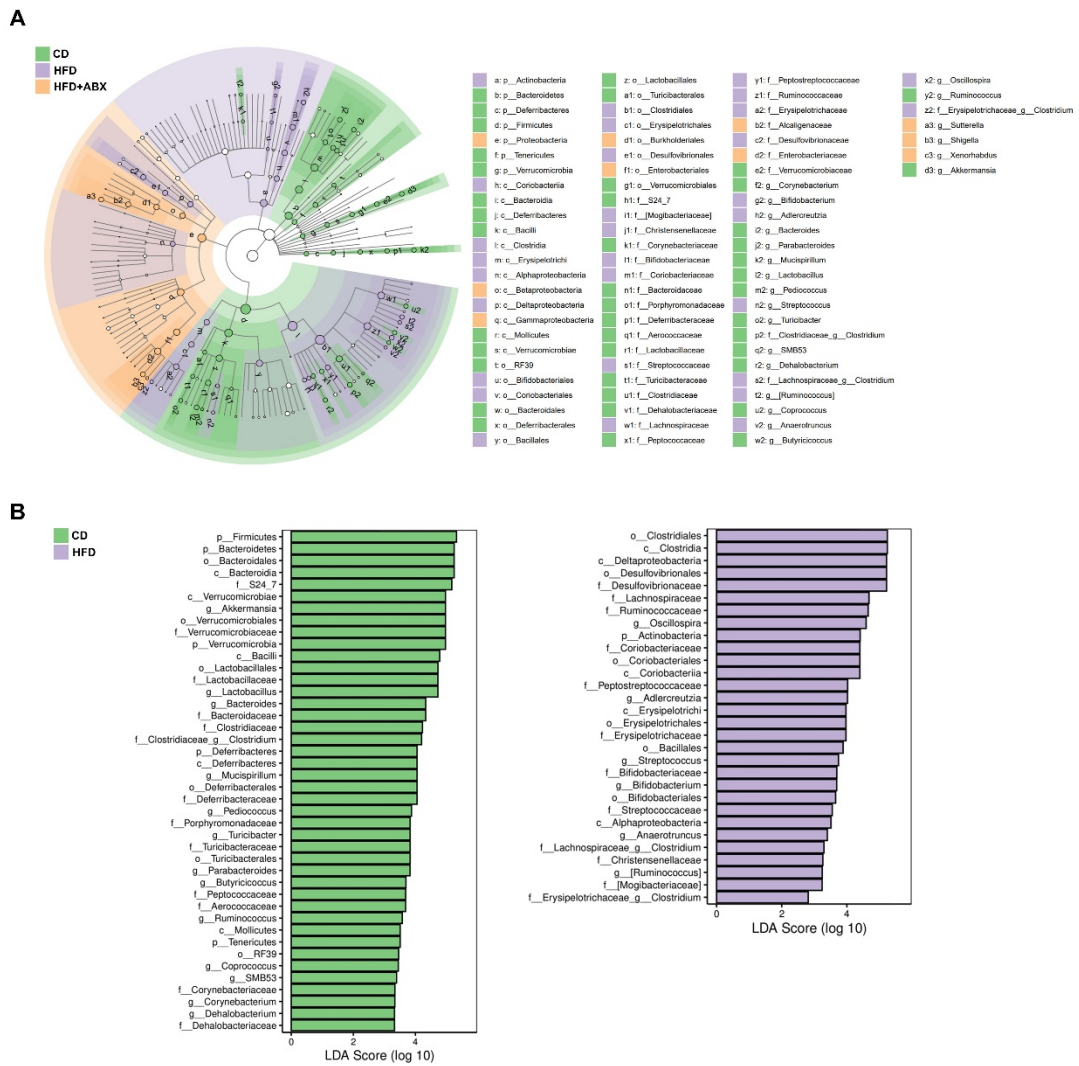 A
CD
HFD
HFD+ABX
a: p__Actinobacteria
b: p__Bacteroidetes
c: p__Deferribacteres
d: p__Firmicutes
e: p__Proteobacteria
f: p__Tenericutes
g: p__Verrucomicrobia
h: c__Coriobacteriia
i: c__Bacteroidia
j: c__Deferribacteres
k: c__Bacilli
l: c__Clostridia
m: c__Erysipelotrichi
n: c__Alphaproteobacteria
o: c__Betaproteobacteria
p: c__Deltaproteobacteria
q: c__Gammaproteobacteria
r: c__Mollicutes
s: c__Verrucomicrobiae
t: o__RF39
u: o__Bifidobacteriales
v: o__Coriobacteriales
w: o__Bacteroidales
x: o__Deferribacterales
y: o__Bacillales
z: o__Lactobacillales
a1: o__Turicibacterales
b1: o__Clostridiales
c1: o__Erysipelotrichales
d1: o__Burkholderiales
e1: o__Desulfovibrionales
f1: o__Enterobacteriales
g1: o__Verrucomicrobiales
h1: f__S24_7
i1: f__[Mogibacteriaceae]
j1: f__Christensenellaceae
k1: f__Corynebacteriaceae
l1: f__Bifidobacteriaceae
m1: f__Coriobacteriaceae
n1: f__Bacteroidaceae
o1: f__Porphyromonadaceae
p1: f__Deferribacteraceae
q1: f__Aerococcaceae
r1: f__Lactobacillaceae
s1: f__Streptococcaceae
t1: f__Turicibacteraceae
u1: f__Clostridiaceae
v1: f__Dehalobacteriaceae
w1: f__Lachnospiraceae
x1: f__Peptococcaceae
y1: f__Peptostreptococcaceae
z1: f__Ruminococcaceae
a2: f__Erysipelotrichaceae
b2: f__Alcaligenaceae
c2: f__Desulfovibrionaceae
d2: f__Enterobacteriaceae
e2: f__Verrucomicrobiaceae
f2: g__Corynebacterium
g2: g__Bifidobacterium
h2: g__Adlercreutzia
i2: g__Bacteroides
j2: g__Parabacteroides
k2: g__Mucispirillum
l2: g__Lactobacillus
m2: g__Pediococcus
n2: g__Streptococcus
o2: g__Turicibacter
p2: f__Clostridiaceae_g__Clostridium
q2: g__SMB53
r2: g__Dehalobacterium
s2: f__Lachnospiraceae_g__Clostridium
t2: g__[Ruminococcus]
u2: g__Coprococcus
v2: g__Anaerotruncus
w2: g__Butyricicoccus
x2: g__Oscillospira
y2: g__Ruminococcus
z2: f__Erysipelotrichaceae_g__Clostridium
a3: g__Sutterella
b3: g__Shigella
c3: g__Xenorhabdus
d3: g__Akkermansia
B
CD
HFD
p__Firmicutes
p__Bacteroidetes
o__Bacteroidales
c__Bacteroidia
f__S24_7
c__Verrucomicrobiae
g__Akkermansia
o__Verrucomicrobiales
f__Verrucomicrobiaceae
p__Verrucomicrobia
c__Bacilli
o__Lactobacillales
f__Lactobacillaceae
g__Lactobacillus
g__Bacteroides
f__Bacteroidaceae
f__Clostridiaceae
f__Clostridiaceae_g__Clostridium
p__Deferribacteres
c__Deferribacteres
g__Mucispirillum
o__Deferribacterales
f__Deferribacteraceae
g__Pediococcus
f__Porphyromonadaceae
g__Turicibacter
f__Turicibacteraceae
o__Turicibacterales
g__Parabacteroides
g__Butyricicoccus
f__Peptococcaceae
f__Aerococcaceae
g__Ruminococcus
c__Mollicutes
p__Tenericutes
o__RF39
g__Coprococcus
g__SMB53
f__Corynebacteriaceae
g__Corynebacterium
g__Dehalobacterium
f__Dehalobacteriaceae
0 2 4
LDA Score (log 10)
o__Clostridiales
c__Clostridia
c__Deltaproteobacteria
o__Desulfovibrionales
f__Desulfovibrionaceae
f__Lachnospiraceae
f__Ruminococcaceae
g__Oscillospira
p__Actinobacteria
f__Coriobacteriaceae
o__Coriobacteriales
c__Coriobacteriia
f__Peptostreptococcaceae
g__Adlercreutzia
c__Erysipelotrichi
o__Erysipelotrichales
f__Erysipelotrichaceae
o__Bacillales
g__Streptococcus
f__Bifidobacteriaceae
g__Bifidobacterium
o__Bifidobacteriales
f__Streptococcaceae
c__Alphaproteobacteria
g__Anaerotruncus
f__Lachnospiraceae_g__Clostridium
f__Christensenellaceae
g__[Ruminococcus]
f__[Mogibacteriaceae]
f__Erysipelotrichaceae_g__Clostridium
0 2 4
LDA Score (log 10)